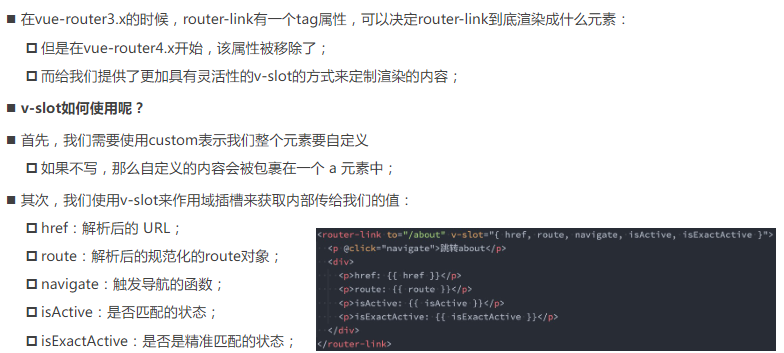 ■ 在vue-router3.x的时候，router-link有一个tag属性，可以决定router-link到底渲染成什么元素：
❑ 但是在vue-router4.x开始，该属性被移除了；
❑ 而给我们提供了更加具有灵活性的v-slot的方式来定制渲染的内容；
■ v-slot如何使用呢？
■ 首先，我们需要使用custom表示我们整个元素要自定义
❑ 如果不写，那么自定义的内容会被包裹在一个 a 元素中；
■ 其次，我们使用v-slot来作用域插槽来获取内部传给我们的值：
❑ href：解析后的 URL；
❑ route：解析后的规范化的route对象；
❑ navigate：触发导航的函数；
❑ isActive：是否匹配的状态；
❑ isExactActive：是否是精准匹配的状态；
<router-link to="/about" v-slot="{ href, route, navigate, isActive, isExactActive }">
<p @click="navigate">跳转about</p>
<div>
<p>href: {{ href }}</p>
<p>route: {{ route }}</p>
<p>isActive: {{ isActive }}</p>
<p>isExactActive: {{ isExactActive }}</p>
</div>
</router-link>